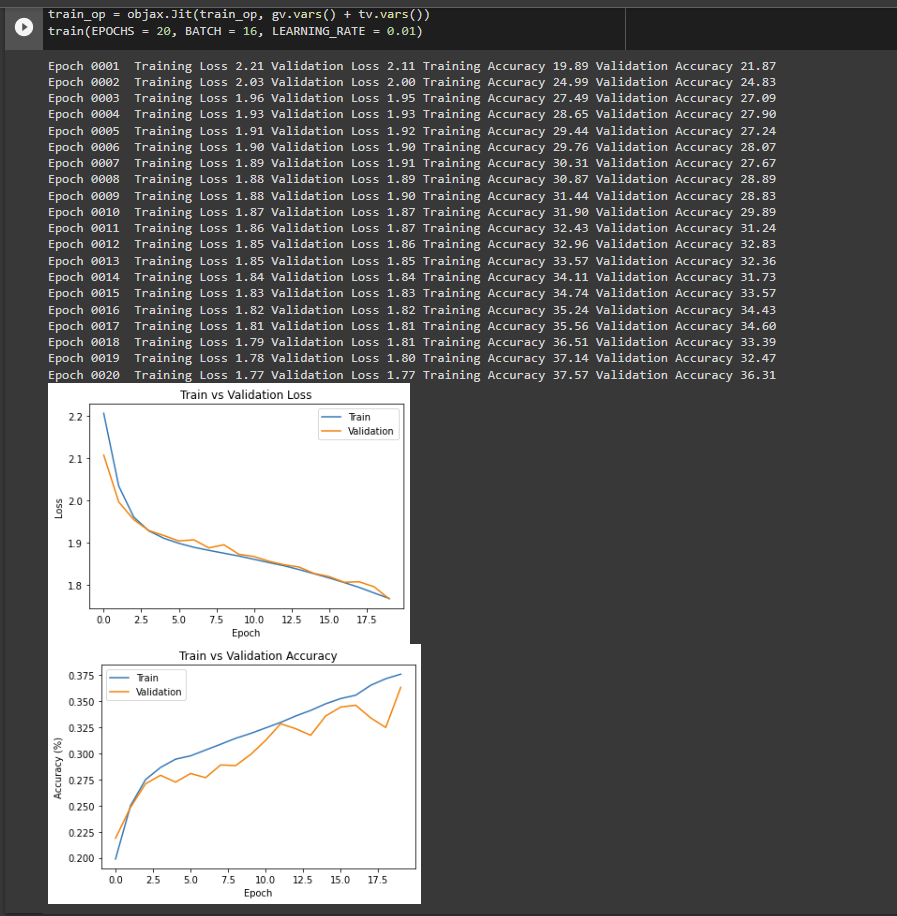 train_op = objax.Jit(train_op, gv.vars() + tv.vars())
train(EPOCHS = 20, BATCH = 16, LEARNING_RATE = 0.01)
Epoch 0001  Training Loss 2.21 Validation Loss 2.11 Training Accuracy 19.89 Validation Accuracy 21.87
Epoch 0002  Training Loss 2.03 Validation Loss 2.00 Training Accuracy 24.99 Validation Accuracy 24.83
Epoch 0003  Training Loss 1.96 Validation Loss 1.95 Training Accuracy 27.49 Validation Accuracy 27.09
Epoch 0004  Training Loss 1.93 Validation Loss 1.93 Training Accuracy 28.65 Validation Accuracy 27.90
Epoch 0005  Training Loss 1.91 Validation Loss 1.92 Training Accuracy 29.44 Validation Accuracy 27.24
Epoch 0006  Training Loss 1.90 Validation Loss 1.90 Training Accuracy 29.76 Validation Accuracy 28.07
Epoch 0007  Training Loss 1.89 Validation Loss 1.91 Training Accuracy 30.31 Validation Accuracy 27.67
Epoch 0008  Training Loss 1.88 Validation Loss 1.89 Training Accuracy 30.87 Validation Accuracy 28.89
Epoch 0009  Training Loss 1.88 Validation Loss 1.90 Training Accuracy 31.44 Validation Accuracy 28.83
Epoch 0010  Training Loss 1.87 Validation Loss 1.87 Training Accuracy 31.90 Validation Accuracy 29.89
Epoch 0011  Training Loss 1.86 Validation Loss 1.87 Training Accuracy 32.43 Validation Accuracy 31.24
Epoch 0012  Training Loss 1.85 Validation Loss 1.86 Training Accuracy 32.96 Validation Accuracy 32.83
Epoch 0013  Training Loss 1.85 Validation Loss 1.85 Training Accuracy 33.57 Validation Accuracy 32.36
Epoch 0014  Training Loss 1.84 Validation Loss 1.84 Training Accuracy 34.11 Validation Accuracy 31.73
Epoch 0015  Training Loss 1.83 Validation Loss 1.83 Training Accuracy 34.74 Validation Accuracy 33.57
Epoch 0016  Training Loss 1.82 Validation Loss 1.82 Training Accuracy 35.24 Validation Accuracy 34.43
Epoch 0017  Training Loss 1.81 Validation Loss 1.81 Training Accuracy 35.56 Validation Accuracy 34.60
Epoch 0018  Training Loss 1.79 Validation Loss 1.81 Training Accuracy 36.51 Validation Accuracy 33.39
Epoch 0019  Training Loss 1.78 Validation Loss 1.80 Training Accuracy 37.14 Validation Accuracy 32.47
Epoch 0020  Training Loss 1.77 Validation Loss 1.77 Training Accuracy 37.57 Validation Accuracy 36.31
Train vs Validation Loss
Train
Validation
2.2
2.1
2.0
1.9
1.8
Loss
0.0 2.5 5.0 7.5 10.0 12.5 15.0 17.5
Epoch
Train vs Validation Accuracy
Train
Validation
0.375
0.350
0.325
0.300
0.275
0.250
0.225
0.200
Accuracy (%)
0.0 2.5 5.0 7.5 10.0 12.5 15.0 17.5
Epoch